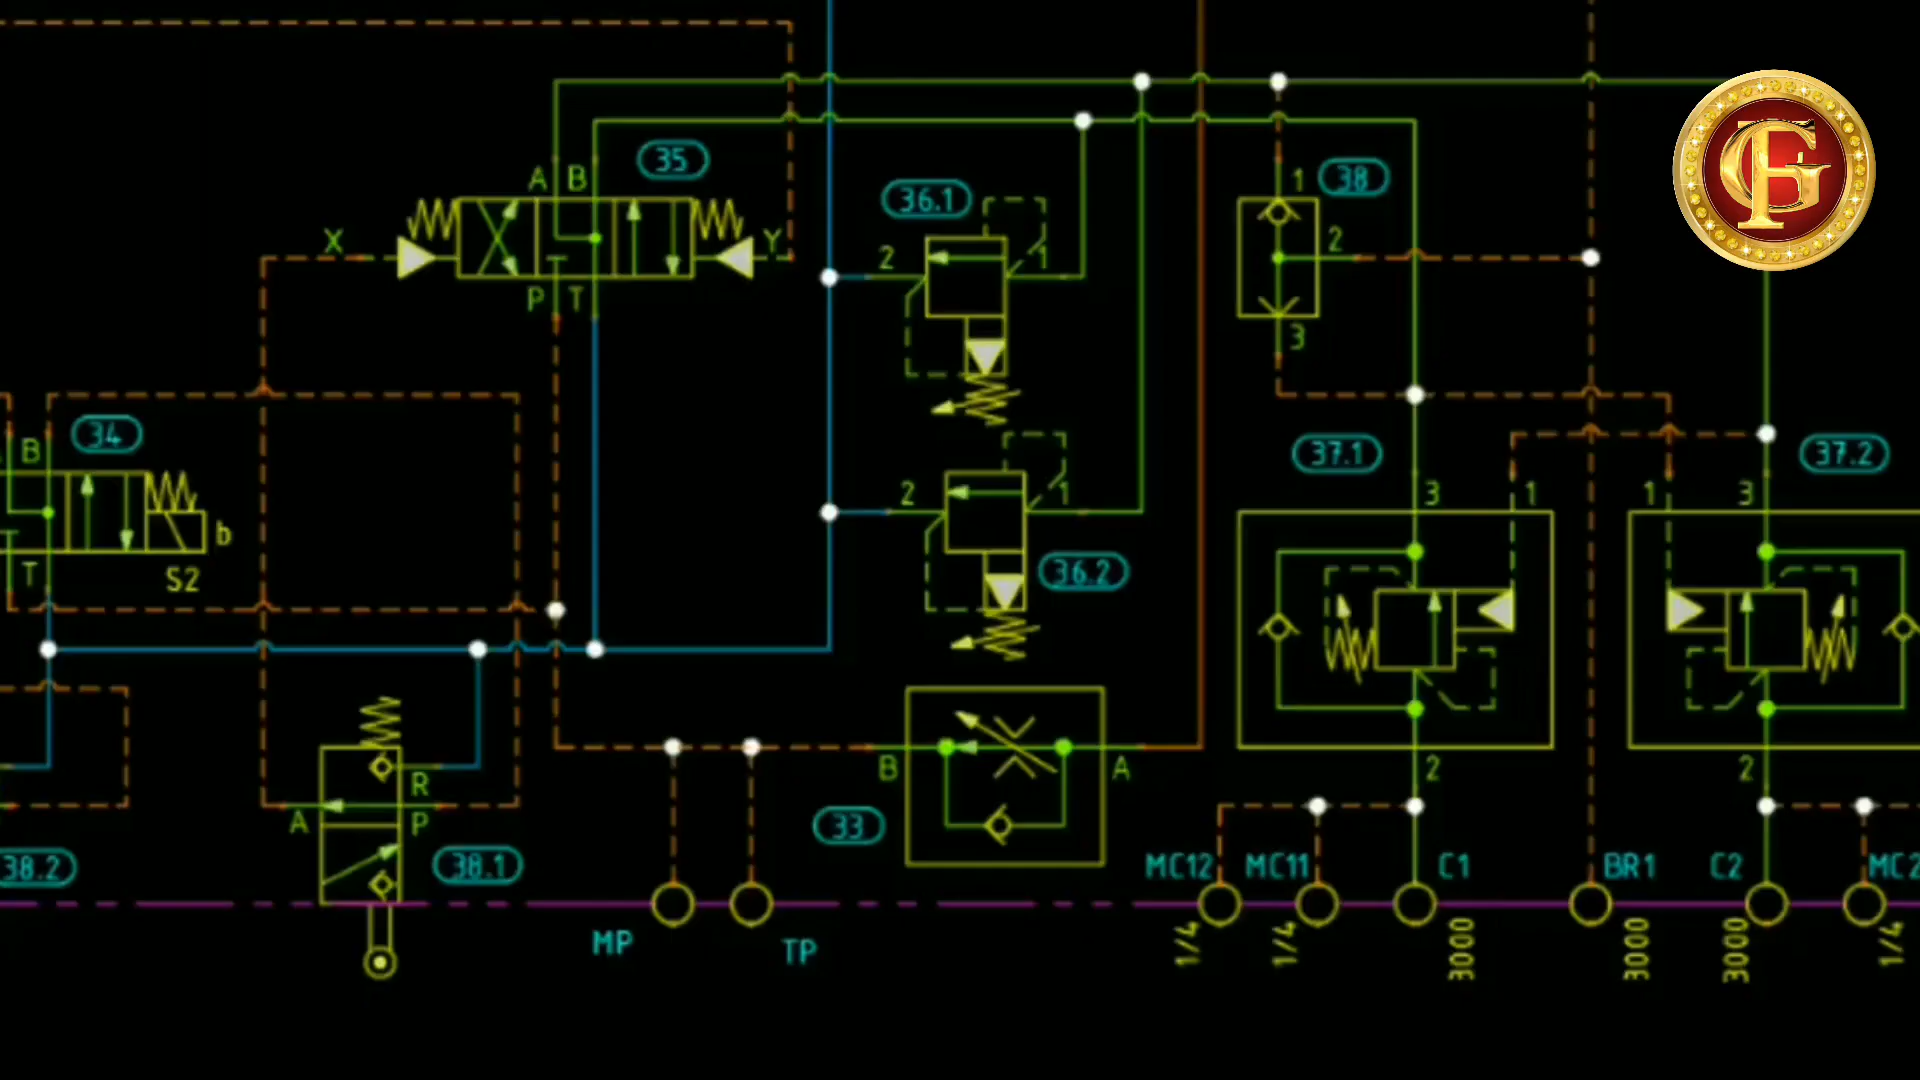 35
A B
X
Y
P T
36.1
2
1
38
1
2
3
34
B
T
b
S2
2
1
36.2
37.1
3
1
2
37.2
1
3
2
R
A
P
38.1
38.2
33
B
A
MP
TP
MC12
1/4
MC11
1/4
C1
3000
BR1
3000
C2
3000
MC2
1/4